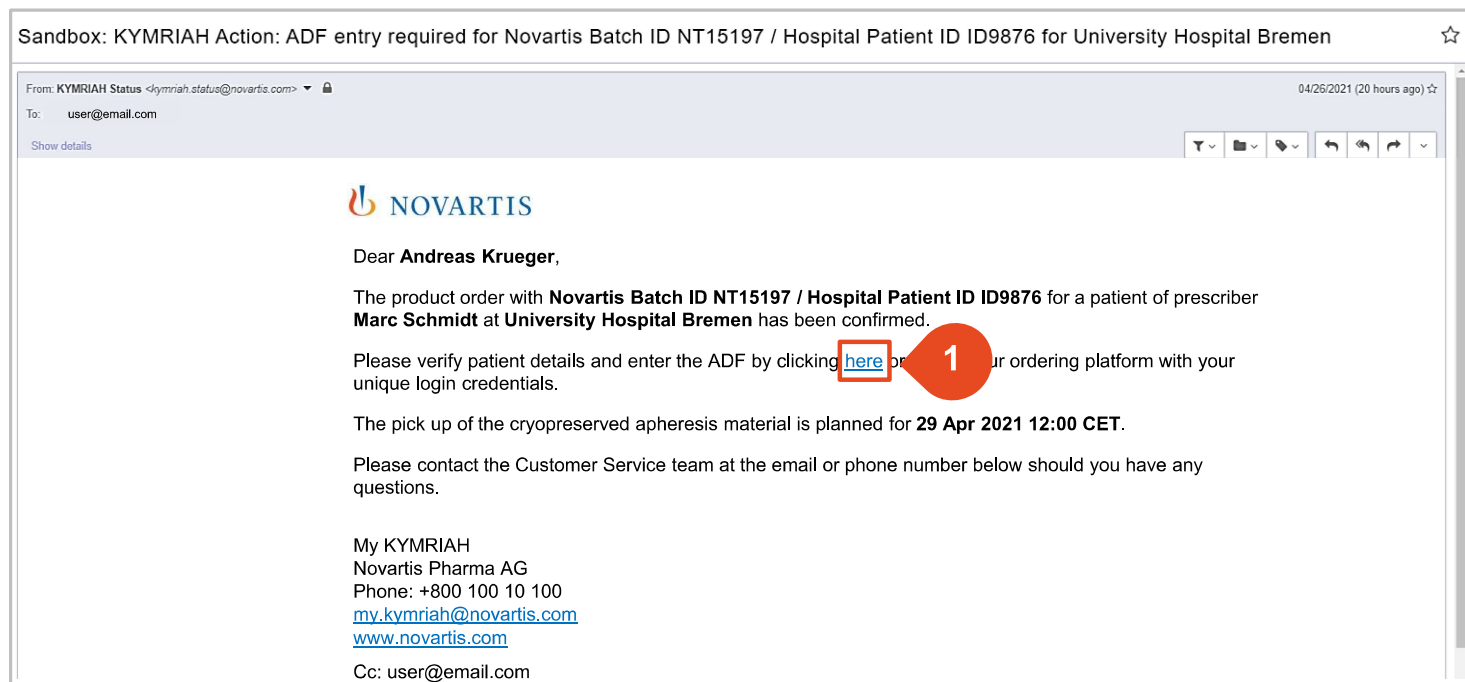 Sandbox: KYMRIAH Action: ADF entry required for Novartis Batch ID NT15197 / Hospital Patient ID ID9876 for University Hospital Bremen
From: KYMRIAH Status <kymriah.status@novartis.com>
04/26/2021 (20 hours ago)
To: user@email.com
Show details
NOVARTIS
Dear Andreas Krueger,
The product order with Novartis Batch ID NT15197 / Hospital Patient ID ID9876 for a patient of prescriber
Marc Schmidt at University Hospital Bremen has been confirmed.
Please verify patient details and enter the ADF by clicking here or 1 ur ordering platform with your
unique login credentials.
The pick up of the cryopreserved apheresis material is planned for 29 Apr 2021 12:00 CET.
Please contact the Customer Service team at the email or phone number below should you have any
questions.
My KYMRIAH
Novartis Pharma AG
Phone: +800 100 10 100
my.kymriah@novartis.com
www.novartis.com
Cc: user@email.com